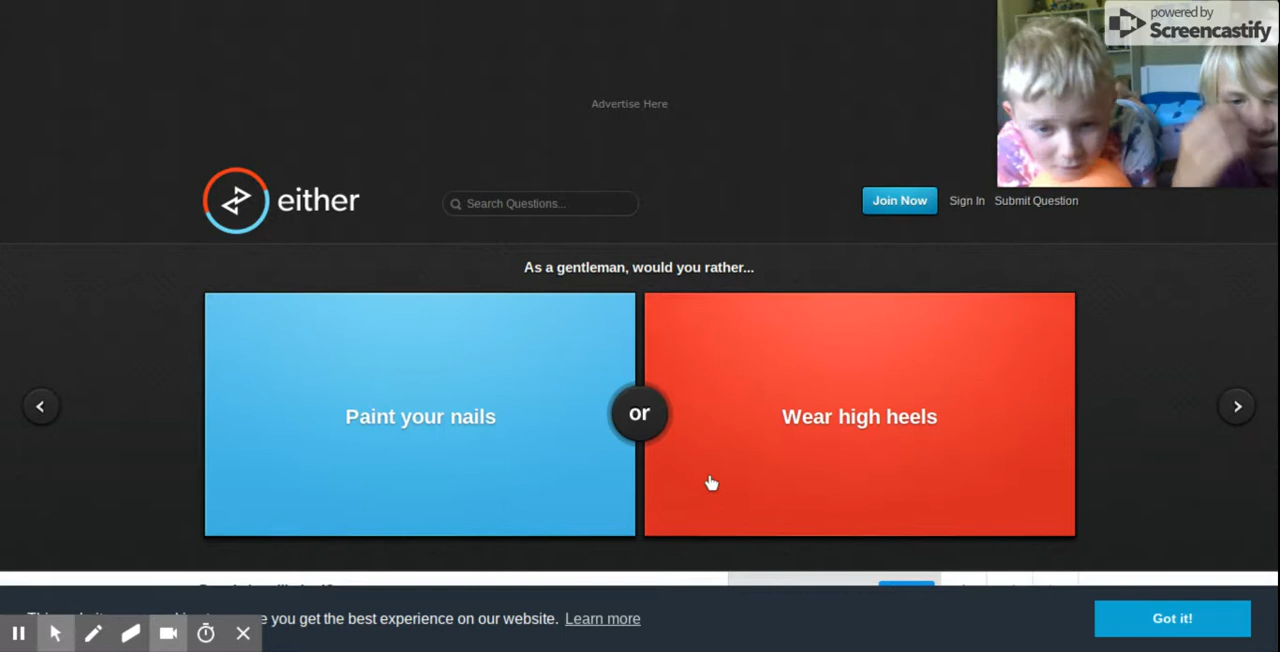 powered by
Screencastify
Advertise Here
either
Search Questions...
Join Now
Sign In
Submit Question
As a gentleman, would you rather...
Paint your nails
or
Wear high heels
you get the best experience on our website. Learn more
Got it!